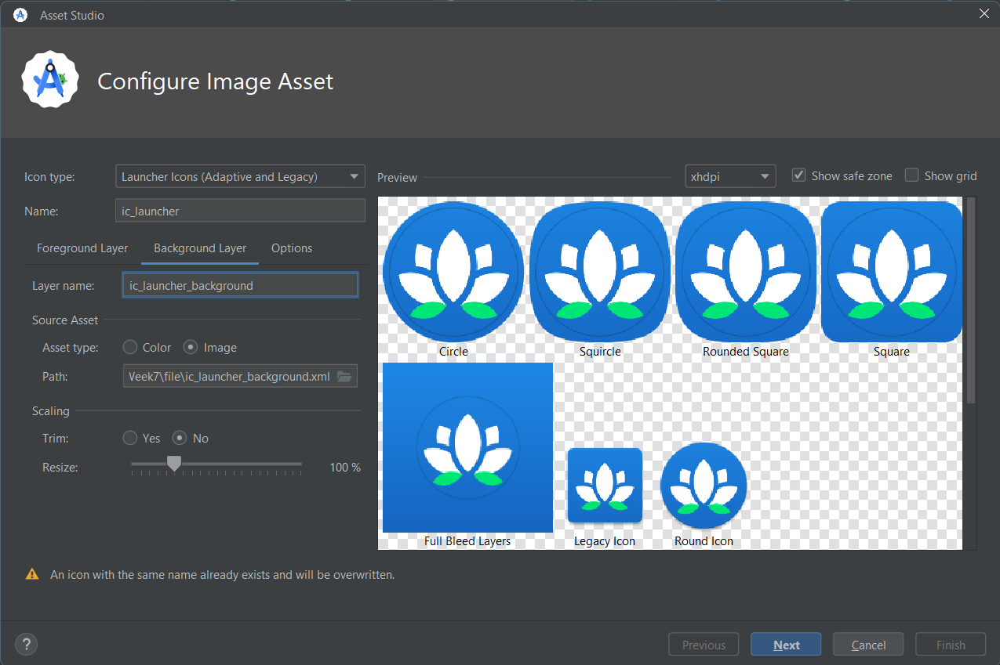 Asset Studio
Configure Image Asset
Icon type: Launcher Icons (Adaptive and Legacy)
Name: ic_launcher
Foreground Layer Background Layer Options
Layer name: ic_launcher_background
Source Asset
Asset type: Color Image
Path: Veek7\file\ic_launcher_background.xml
Scaling
Trim: Yes No
Resize: 100 %
Preview xhdpi Show safe zone Show grid
Circle Squircle Rounded Square Square
Full Bleed Layers Legacy Icon Round Icon
An icon with the same name already exists and will be overwritten.
? Previous Next Cancel Finish